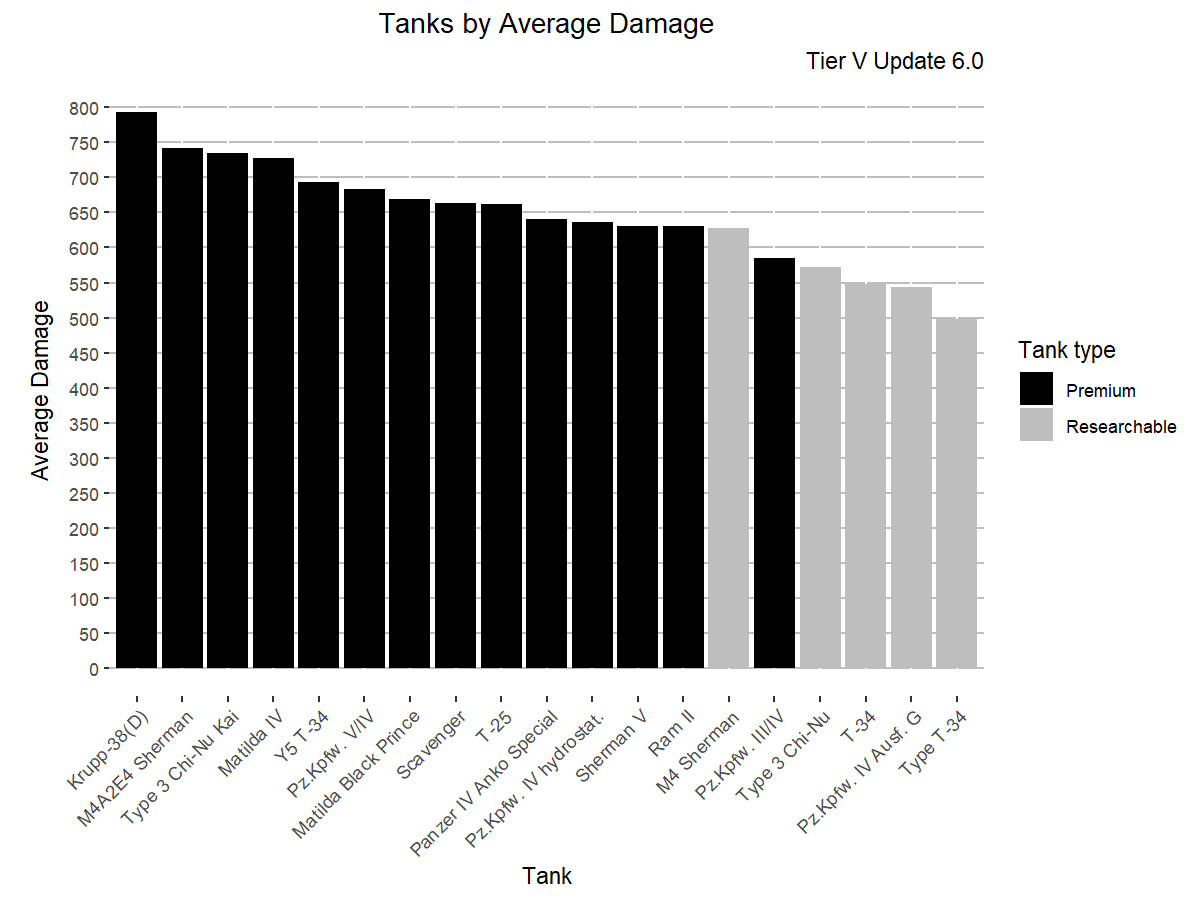 Tanks by Average Damage
Tier V Update 6.0
Average Damage
800
750
700
650
600
550
500
450
400
350
300
250
200
150
100
50
0
Krupp-38(D)
M4A2E4 Sherman
Type 3 Chi-Nu Kai
Matilda IV
Y5 T-34
Pz.Kpfw. V/IV
Matilda Black Prince
Scavenger
T-25
Panzer IV Anko Special
Pz.Kpfw. IV hydrostat.
Sherman V
Ram II
M4 Sherman
Pz.Kpfw. III/IV
Type 3 Chi-Nu
T-34
Pz.Kpfw. IV Ausf. G
Type T-34
Tank
Tank type
Premium
Researchable